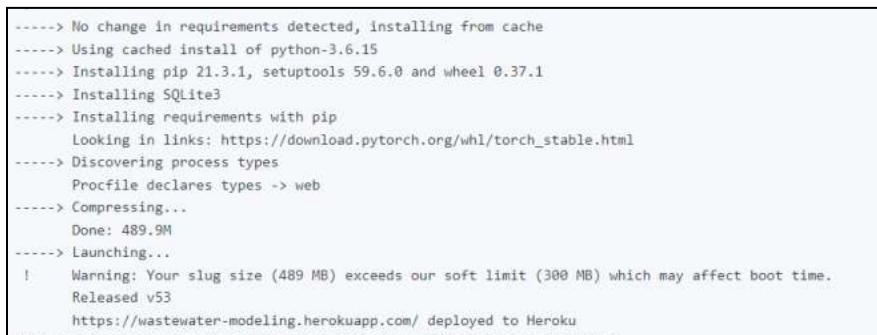 -----> No change in requirements detected, installing from cache
-----> Using cached install of python-3.6.15
-----> Installing pip 21.3.1, setuptools 59.6.0 and wheel 0.37.1
-----> Installing SQLite3
-----> Installing requirements with pip
Looking in links: https://download.pytorch.org/whl/torch_stable.html
-----> Discovering process types
Procfile declares types -> web
-----> Compressing...
Done: 489.9M
-----> Launching...
! Warning: Your slug size (489 MB) exceeds our soft limit (300 MB) which may affect boot time.
Released v53
https://wastewater-modeling.herokuapp.com/ deployed to Heroku